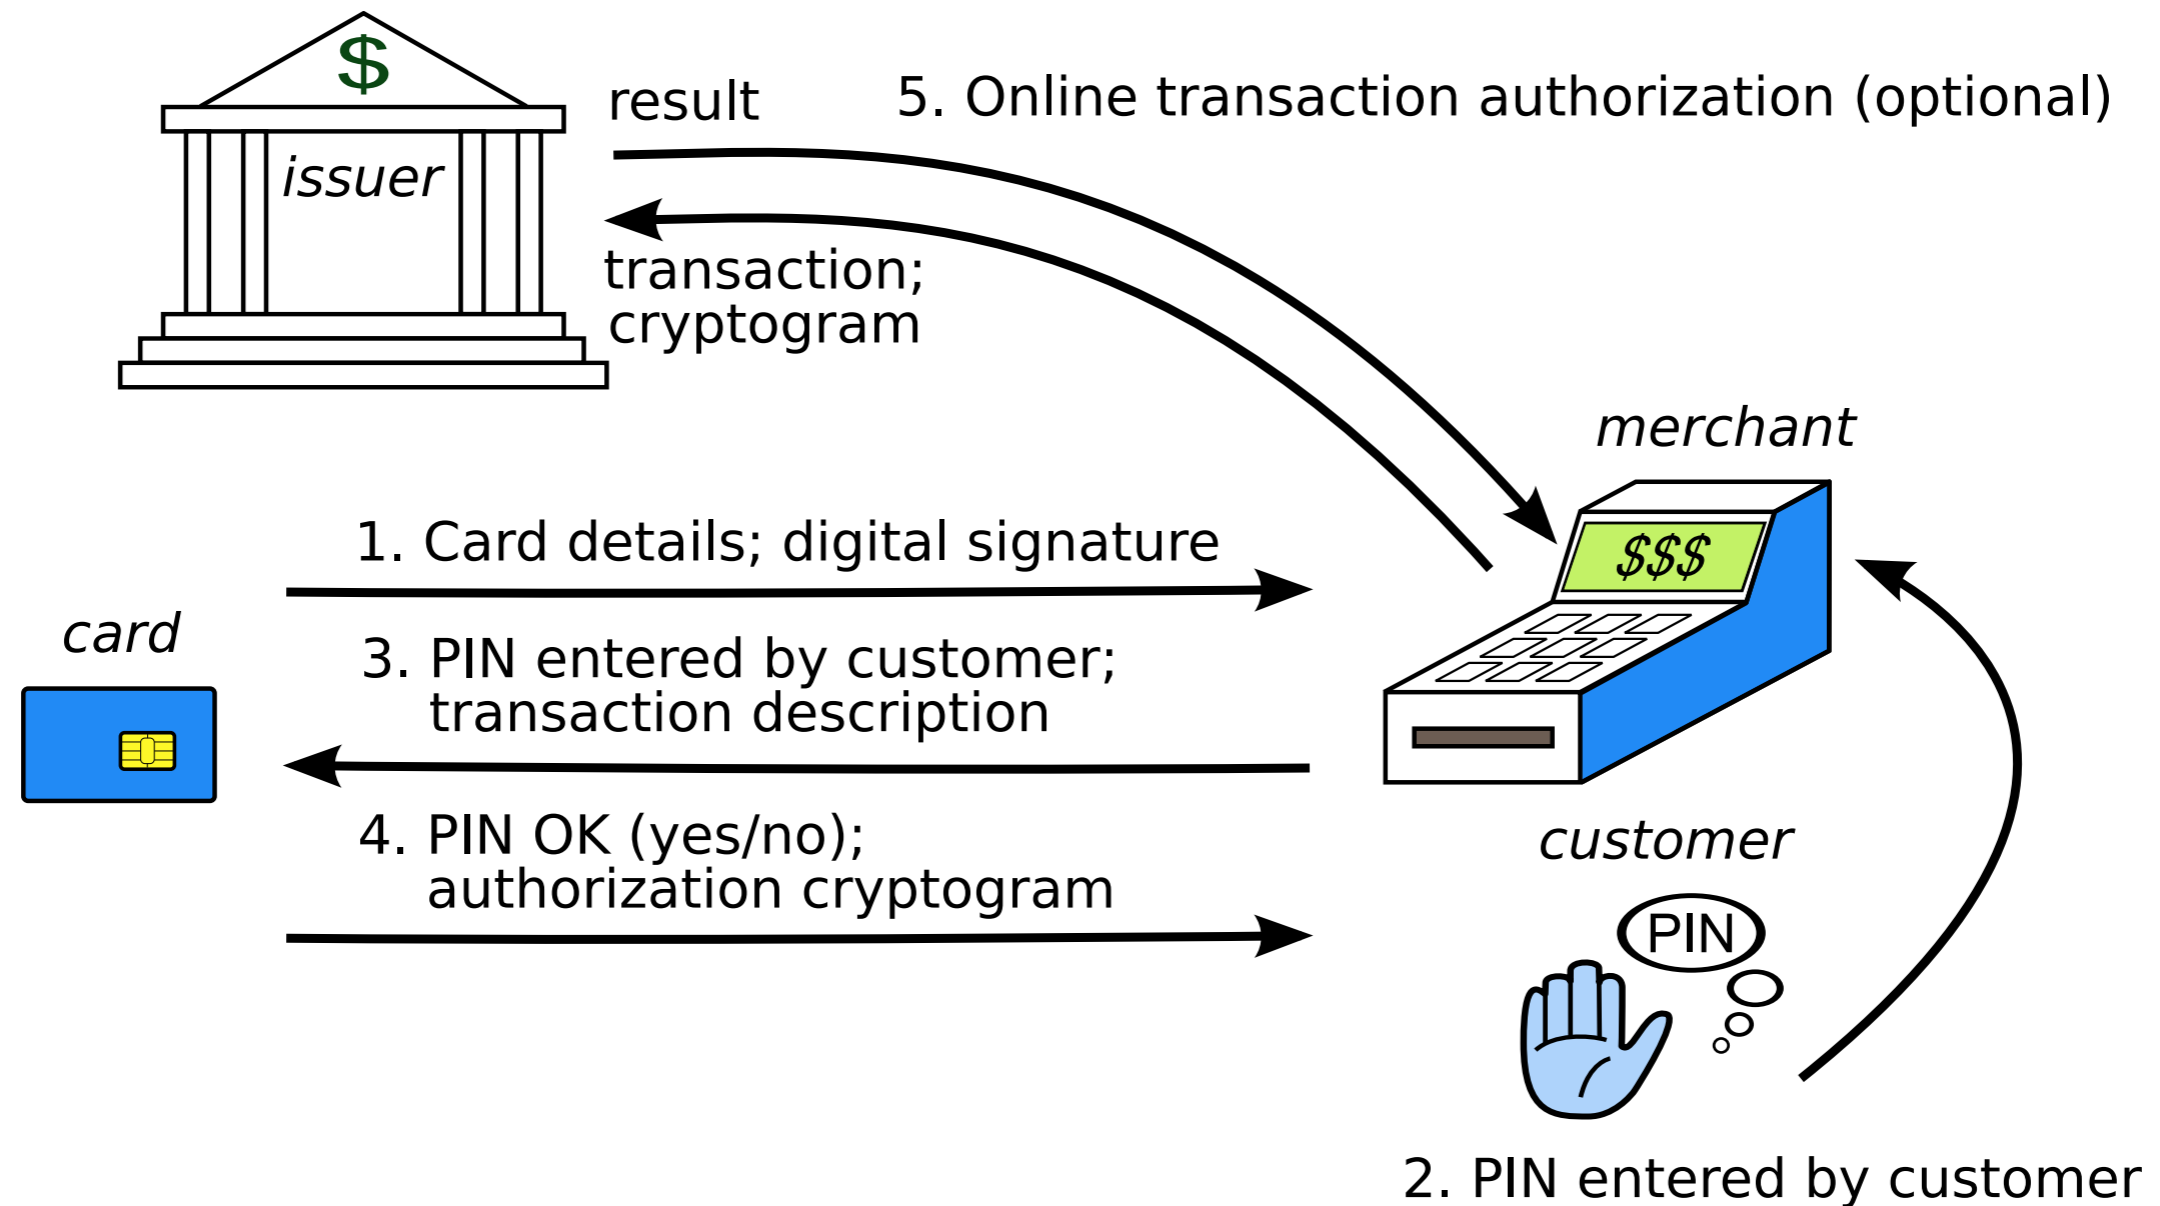 $
issuer
result
5. Online transaction authorization (optional)
transaction;
cryptogram
merchant
$$$
1. Card details; digital signature
card
3. PIN entered by customer;
transaction description
4. PIN OK (yes/no);
authorization cryptogram
customer
PIN
2. PIN entered by customer